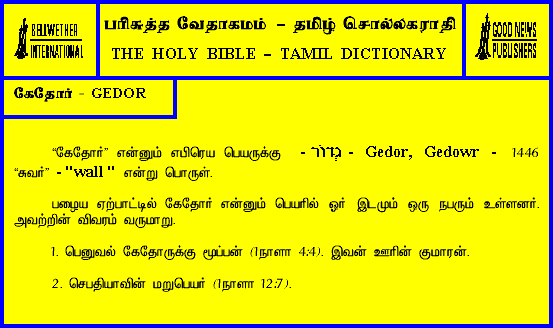 BELLWETHER
INTERNATIONAL
பரிசுத்த வேதாகமம் – தமிழ் சொல்லகராதி
THE HOLY BIBLE – TAMIL DICTIONARY
GOOD NEWS
PUBLISHERS
கேதோர் - GEDOR
“கேதோர்” என்னும் எபிரெய பெயருக்கு - גְּדוֹר - Gedor, Gedowr - 1446
“சுவர்” - "wall " என்று பொருள்.
பழைய ஏற்பாட்டில் கேதோர் என்னும் பெயரில் ஓர் இடமும் ஒரு நபரும் உள்ளனர்.
அவற்றின் விவரம் வருமாறு.
1. பெனுவல் கேதோருக்கு மூப்பன் (1நாளா 4:4). இவன் ஊரின் குமாரன்.
2. செபதியாவின் மறுபெயர் (1நாளா 12:7).